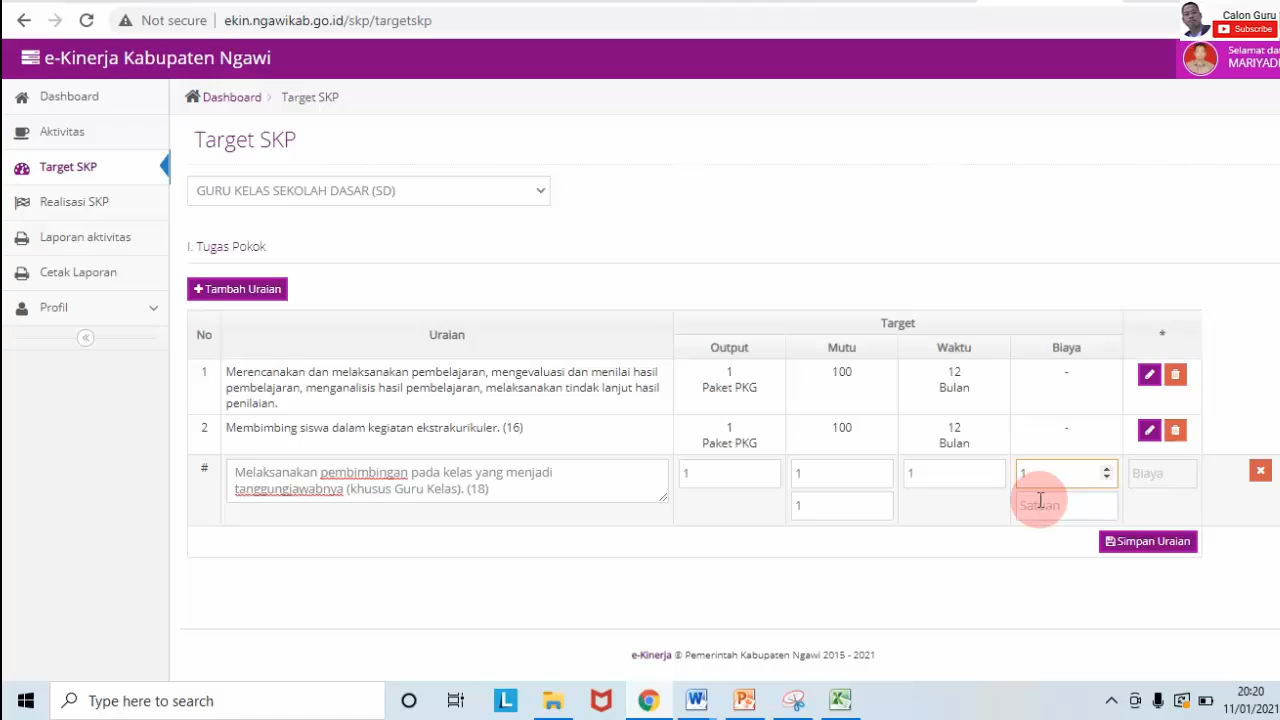 Not secure
ekin.ngawikab.go.id/skp/targetskp
Calon Guru
Subscribe
e-Kinerja Kabupaten Ngawi
Selamat da
MARIYADI
Dashboard
Aktivitas
Target SKP
Realisasi SKP
Laporan aktivitas
Cetak Laporan
Profil
Dashboard > Target SKP
Target SKP
GURU KELAS SEKOLAH DASAR (SD)
I. Tugas Pokok
+ Tambah Uraian
No Uraian Target *
Output Mutu Waktu Biaya
1 Merencanakan dan melaksanakan pembelajaran, mengevaluasi dan menilai hasil 1 100 12 -
pembelajaran, menganalisis hasil pembelajaran, melaksanakan tindak lanjut hasil Paket PKG Bulan
penilaian.
2 Membimbing siswa dalam kegiatan ekstrakurikuler. (16) 1 100 12 -
Paket PKG Bulan
# Melaksanakan pembimbingan pada kelas yang menjadi 1 1 1 1 Biaya
tanggungjawabnya (khusus Guru Kelas). (18)
1 Satuan
Simpan Uraian
e-Kinerja © Pemerintah Kabupaten Ngawi 2015 - 2021
Type here to search
20:20
11/01/2021